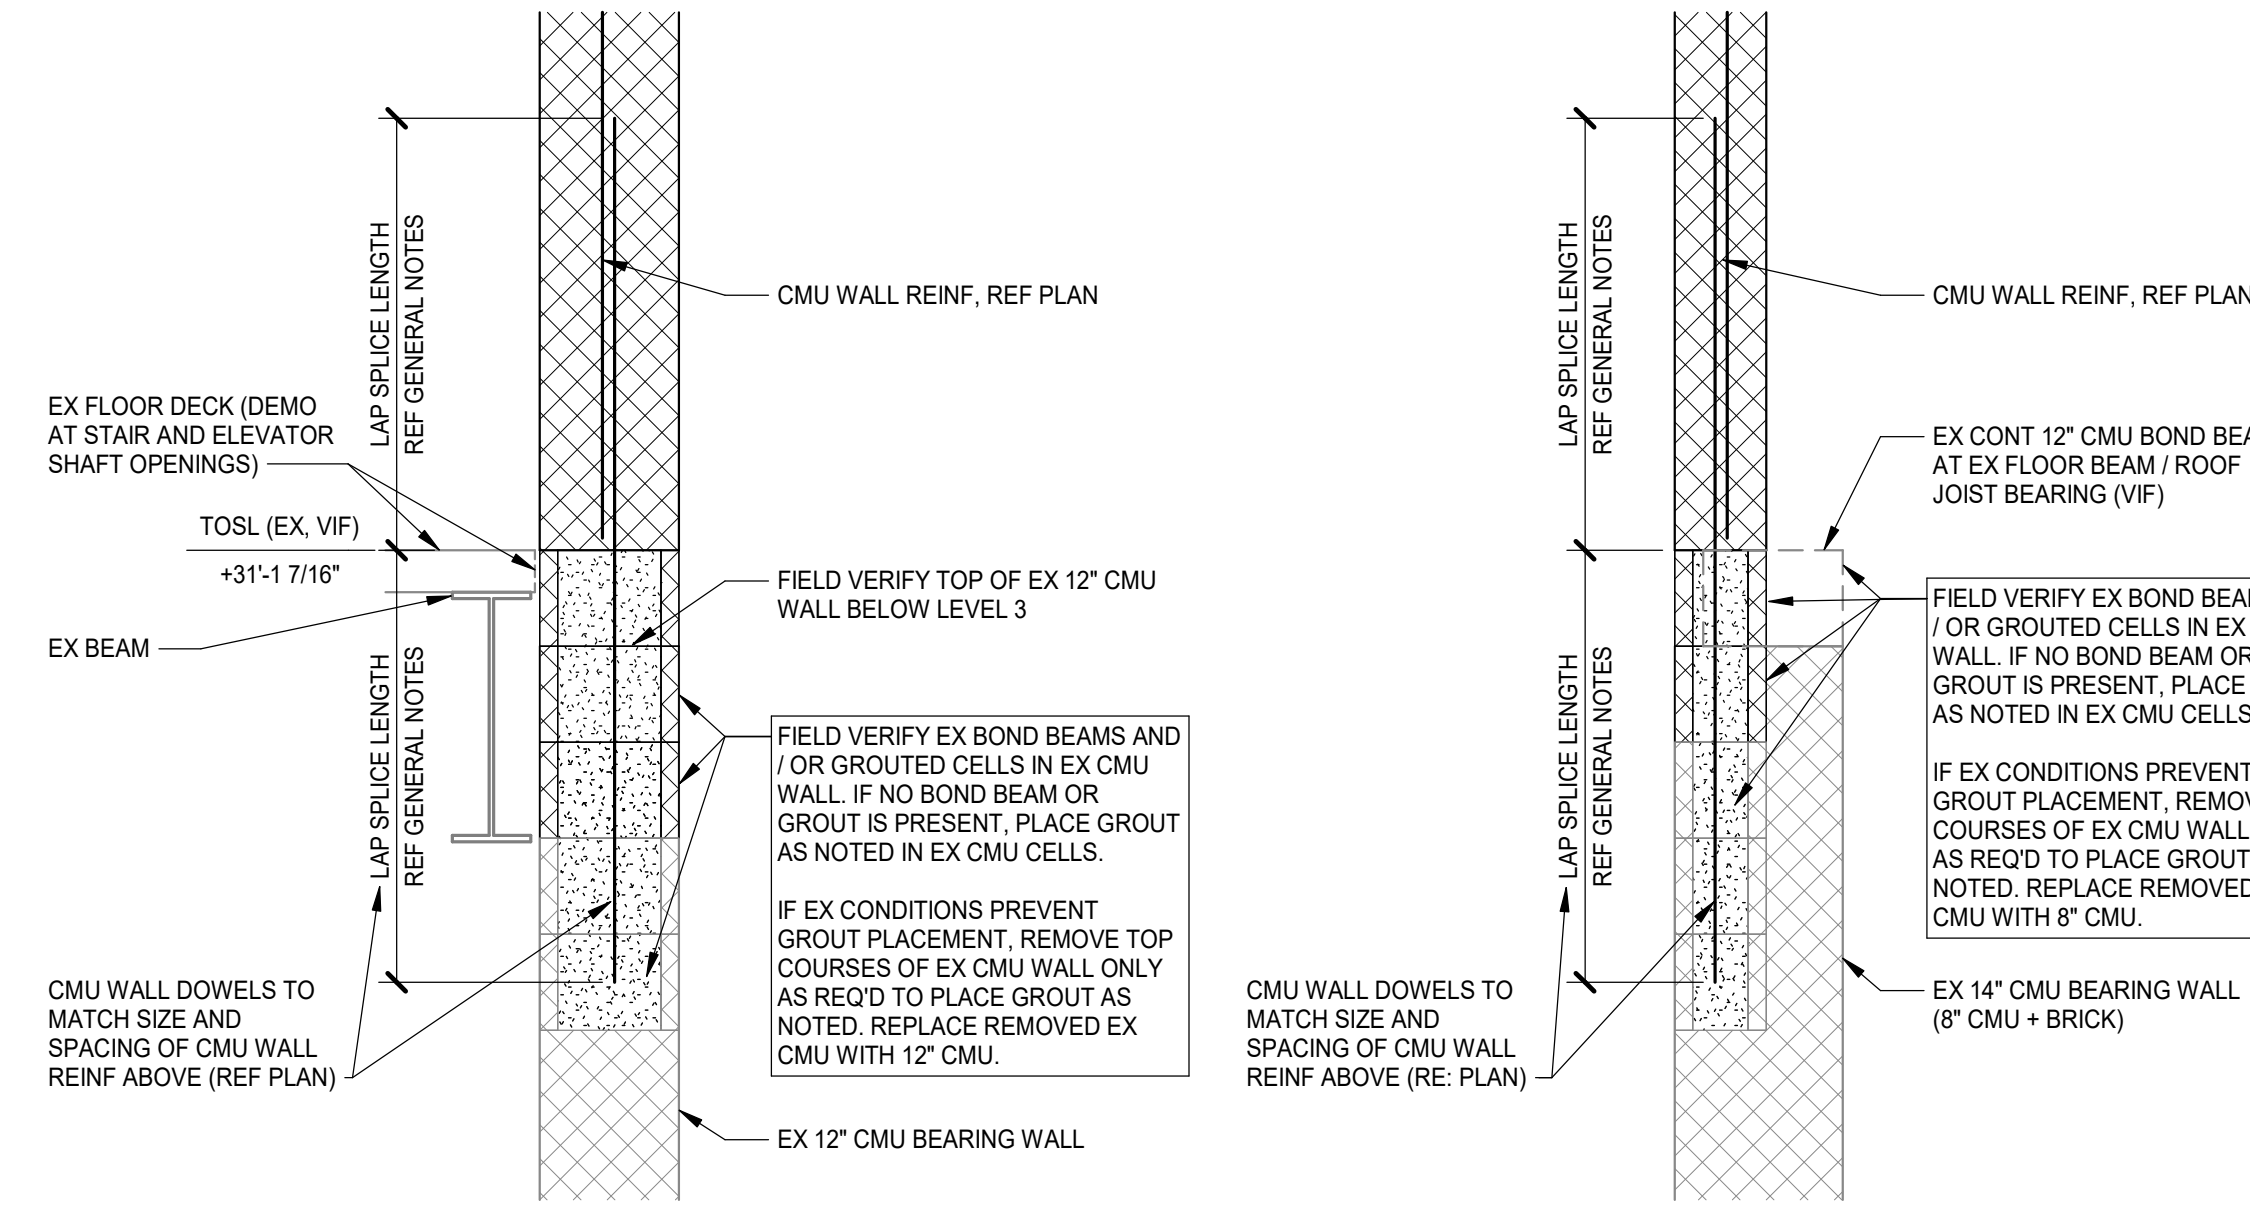 LAP SPLICE LENGTH
REF GENERAL NOTES
CMU WALL REINF, REF PLAN
EX FLOOR DECK (DEMO
AT STAIR AND ELEVATOR
SHAFT OPENINGS)
TOSL (EX, VIF)
+31'-1 7/16"
FIELD VERIFY TOP OF EX 12" CMU
WALL BELOW LEVEL 3
EX BEAM
LAP SPLICE LENGTH
REF GENERAL NOTES
FIELD VERIFY EX BOND BEAMS AND
/ OR GROUTED CELLS IN EX CMU
WALL. IF NO BOND BEAM OR
GROUT IS PRESENT, PLACE GROUT
AS NOTED IN EX CMU CELLS.
IF EX CONDITIONS PREVENT
GROUT PLACEMENT, REMOVE TOP
COURSES OF EX CMU WALL ONLY
AS REQ'D TO PLACE GROUT AS
NOTED. REPLACE REMOVED EX
CMU WITH 12" CMU.
CMU WALL DOWELS TO
MATCH SIZE AND
SPACING OF CMU WALL
REINF ABOVE (REF PLAN)
EX 12" CMU BEARING WALL
LAP SPLICE LENGTH
REF GENERAL NOTES
CMU WALL REINF, REF PLAN
EX CONT 12" CMU BOND
AT EX FLOOR BEAM / ROOF
JOIST BEARING (VIF)
LAP SPLICE LENGTH
REF GENERAL NOTES
FIELD VERIFY EX BOND
/ OR GROUTED CELLS IN EX
WALL. IF NO BOND BEAM OR
GROUT IS PRESENT, PLACE
AS NOTED IN EX CMU CELLS
IF EX CONDITIONS PREVENT
GROUT PLACEMENT,
COURSES OF EX CMU WALL
AS REQ'D TO PLACE GROUT
NOTED. REPLACE REMOVED
CMU WITH 8" CMU.
CMU WALL DOWELS TO
MATCH SIZE AND
SPACING OF CMU WALL
REINF ABOVE (RE: PLAN)
EX 14" CMU BEARING WALL
(8" CMU + BRICK)